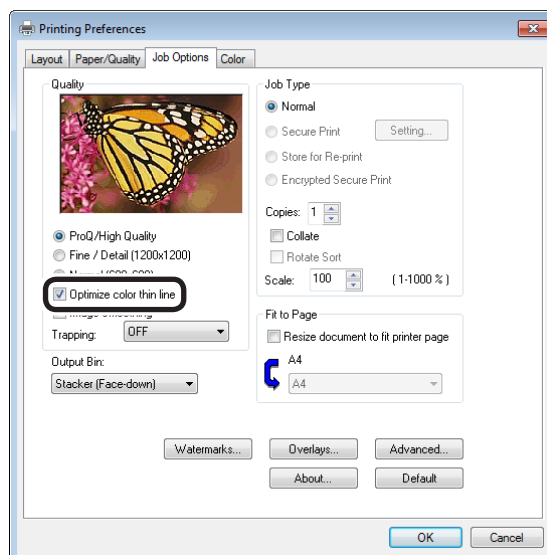 Printing Preferences
Layout Paper/Quality Job Options Color
Quality
ProQ/High Quality
Fine / Detail (1200x1200)
Optimize color thin line
Trapping: OFF
Output Bin:
Stacker (Face-down)
Job Type
Normal
Secure Print Setting...
Store for Re-print
Encrypted Secure Print
Copies: 1
Collate
Rotate Sort
Scale: 100 (1-1000 %)
Fit to Page
Resize document to fit printer page
A4
A4
Watermarks... Overlays... Advanced...
About... Default
OK Cancel